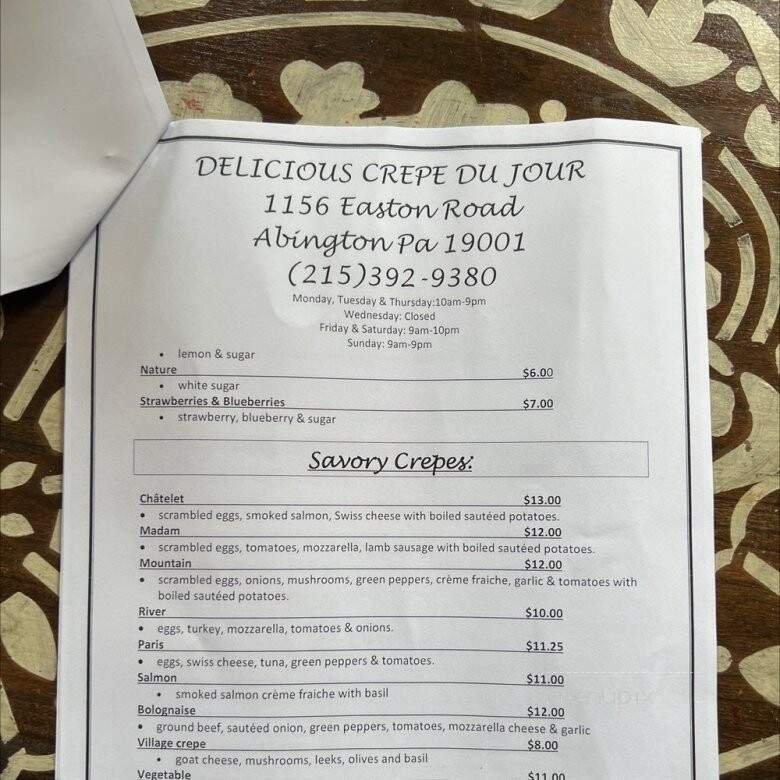 DELICIOUS CREPE DU JOUR
1156 Easton Road
Abington Pa 19001
(215)392-9380
Monday, Tuesday & Thursday:10am-9pm
Wednesday: Closed
Friday & Saturday: 9am-10pm
Sunday: 9am-9pm
• lemon & sugar
Nature $6.00
• white sugar
Strawberries & Blueberries $7.00
• strawberry, blueberry & sugar
Savory Crepes:
Châtelet $13.00
• scrambled eggs, smoked salmon, Swiss cheese with boiled sautéed potatoes.
Madam $12.00
• scrambled eggs, tomatoes, mozzarella, lamb sausage with boiled sautéed potatoes.
Mountain $12.00
• scrambled eggs, onions, mushrooms, green peppers, crème fraiche, garlic & tomatoes with
boiled sautéed potatoes.
River $10.00
• eggs, turkey, mozzarella, tomatoes & onions.
Paris $11.25
• eggs, swiss cheese, tuna, green peppers & tomatoes.
Salmon $11.00
• smoked salmon crème fraiche with basil
Bolognaise $12.00
• ground beef, sautéed onion, green peppers, tomatoes, mozzarella cheese & garlic
Village crepe $8.00
• goat cheese, mushrooms, leeks, olives and basil
Vegetable $11.00